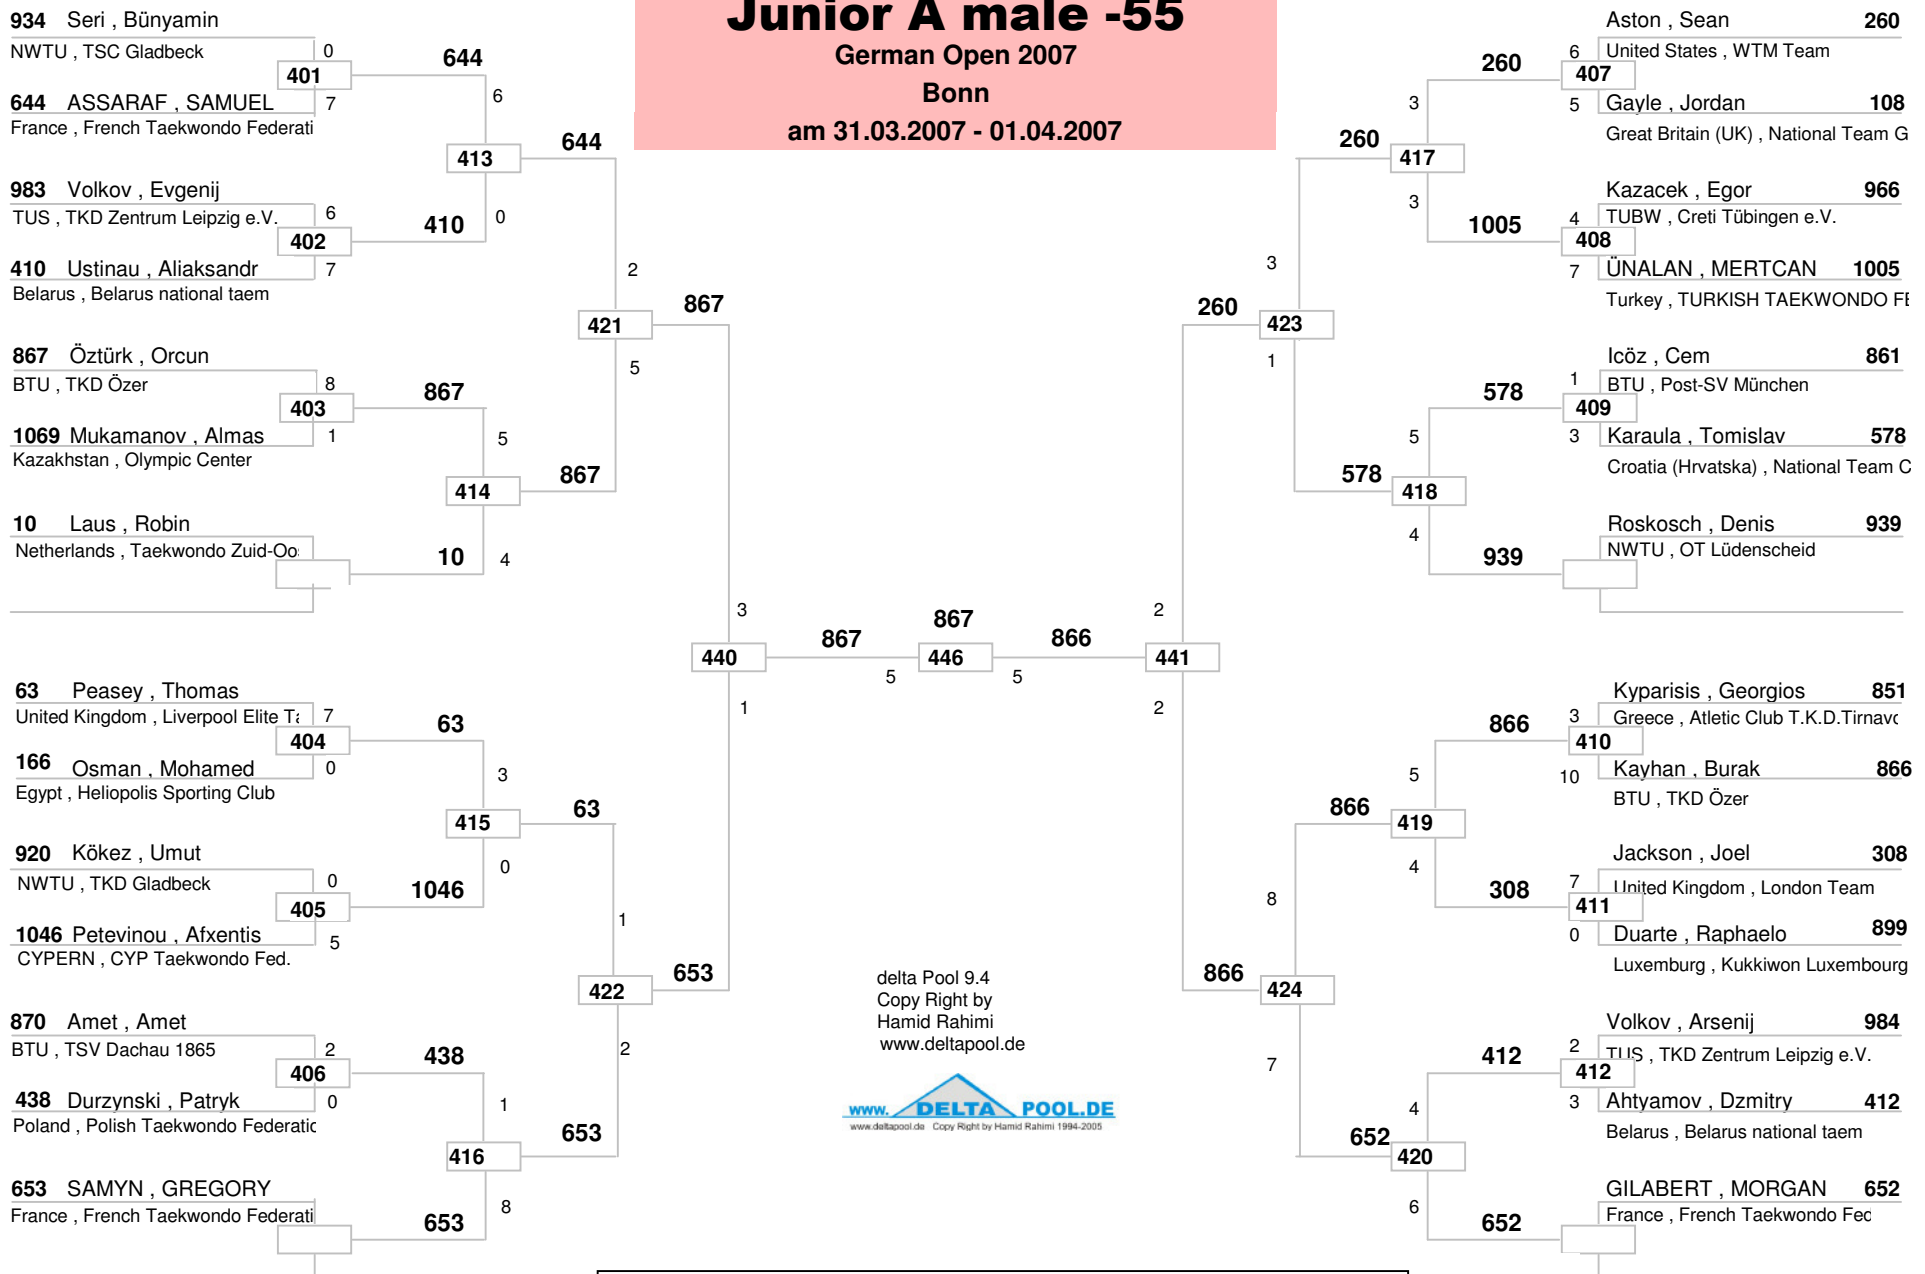 Junior A male -55
German Open 2007
Bonn
am 31.03.2007 - 01.04.2007
934 Seri , Bünyamin
NWTU , TSC Gladbeck
0
401
644
644 ASSARAF , SAMUEL
7
France , French Taekwondo Federati
6
413
644
983 Volkov , Evgenij
TUS , TKD Zentrum Leipzig e.V.
6
402
410
0
410 Ustinau , Aliaksandr
7
Belarus , Belarus national taem
2
421
867
5
867 Öztürk , Orcun
BTU , TKD Özer
8
403
867
1069 Mukamanov , Almas
1
Kazakhstan , Olympic Center
5
414
867
10 Laus , Robin
Netherlands , Taekwondo Zuid-Oo
10
4
3
440
867
1
63 Peasey , Thomas
United Kingdom , Liverpool Elite T
7
404
63
166 Osman , Mohamed
0
Egypt , Heliopolis Sporting Club
3
415
63
920 Kökez , Umut
NWTU , TKD Gladbeck
0
405
1046
0
1046 Petevinou , Afxentis
5
CYPERN , CYP Taekwondo Fed.
1
422
653
2
870 Amet , Amet
BTU , TSV Dachau 1865
2
406
438
438 Durzynski , Patryk
0
Poland , Polish Taekwondo Federatic
1
416
653
653 SAMYN , GREGORY
France , French Taekwondo Federati
653
8
867
5
446
5
866
delta Pool 9.4
Copy Right by
Hamid Rahimi
www.deltapool.de
www. DELTA POOL.DE
www.deltapool.de Copy Right by Hamid Rahimi 1994-2005
Aston , Sean 260
6
United States , WTM Team
260
407
5
Gayle , Jordan 108
Great Britain (UK) , National Team G
3
260
417
3
Kazacek , Egor 966
4
TUBW , Creti Tübingen e.V.
1005
408
7
ÜNALAN , MERTCAN 1005
Turkey , TURKISH TAEKWONDO FE
3
260
423
1
Icöz , Cem 861
1
BTU , Post-SV München
578
409
3
Karaula , Tomislav 578
Croatia (Hrvatska) , National Team C
5
578
418
4
Roskosch , Denis 939
NWTU , OT Lüdenscheid
939
2
441
2
Kyparisis , Georgios 851
3
Greece , Atletic Club T.K.D.Tirnavo
866
410
10
Kayhan , Burak 866
BTU , TKD Özer
5
866
419
4
Jackson , Joel 308
7
United Kingdom , London Team
308
411
0
Duarte , Raphaelo 899
Luxemburg , Kukkiwon Luxembourg
8
866
424
7
Volkov , Arsenij 984
2
TUS , TKD Zentrum Leipzig e.V.
412
412
3
Ahtyamov , Dzmitry 412
Belarus , Belarus national taem
4
652
420
6
GILABERT , MORGAN 652
France , French Taekwondo Fed
652